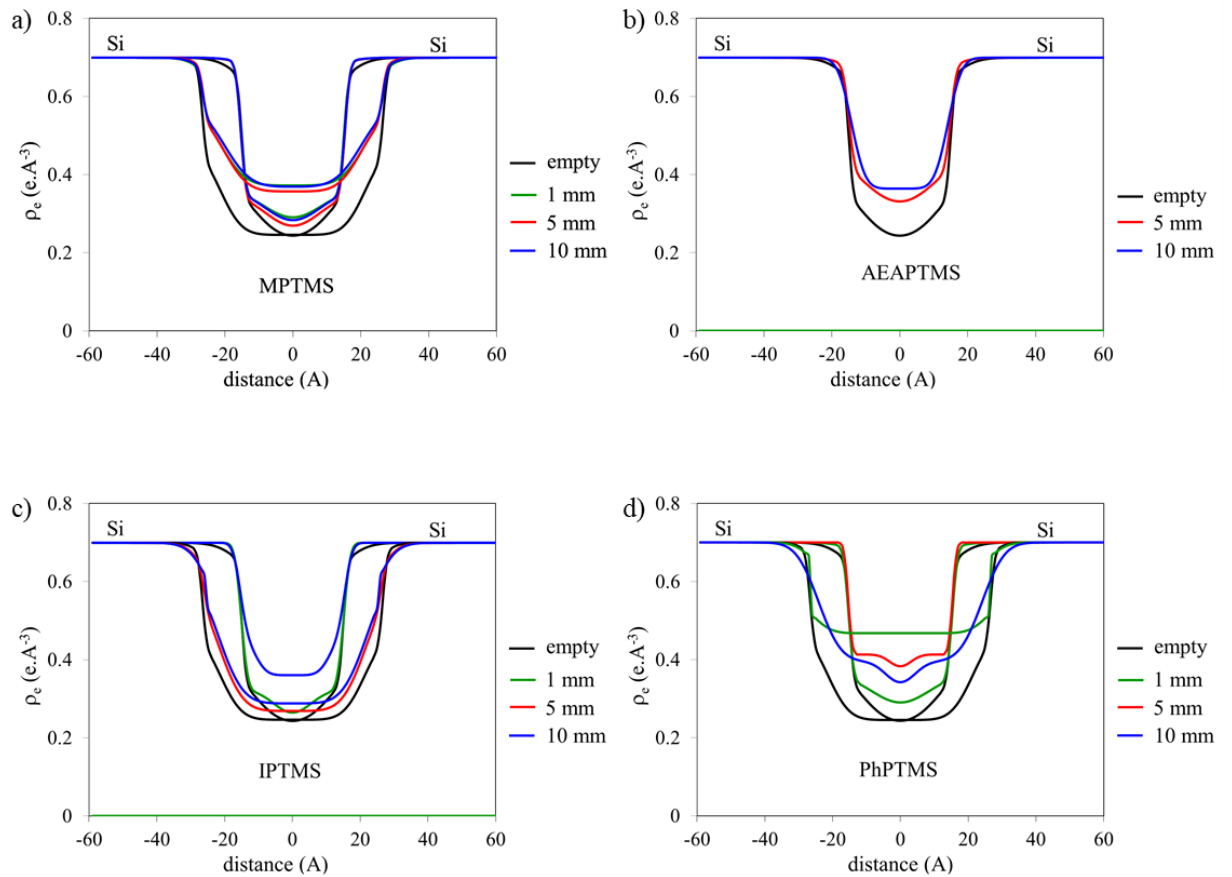 a)
0.8
Si
Si
0.6
0.4
0.2
0
ρe (e.A-3)
MPTMS
-60 -40 -20 0 20 40 60
distance (A)
empty
1 mm
5 mm
10 mm
b)
0.8
Si
Si
0.6
0.4
0.2
0
ρe (e.A-3)
AEAPTMS
-60 -40 -20 0 20 40 60
distance (A)
empty
5 mm
10 mm
c)
0.8
Si
Si
0.6
0.4
0.2
0
ρe (e.A-3)
IPTMS
-60 -40 -20 0 20 40 60
distance (A)
empty
1 mm
5 mm
10 mm
d)
0.8
Si
Si
0.6
0.4
0.2
0
ρe (e.A-3)
PhPTMS
-60 -40 -20 0 20 40 60
distance (A)
empty
1 mm
5 mm
10 mm